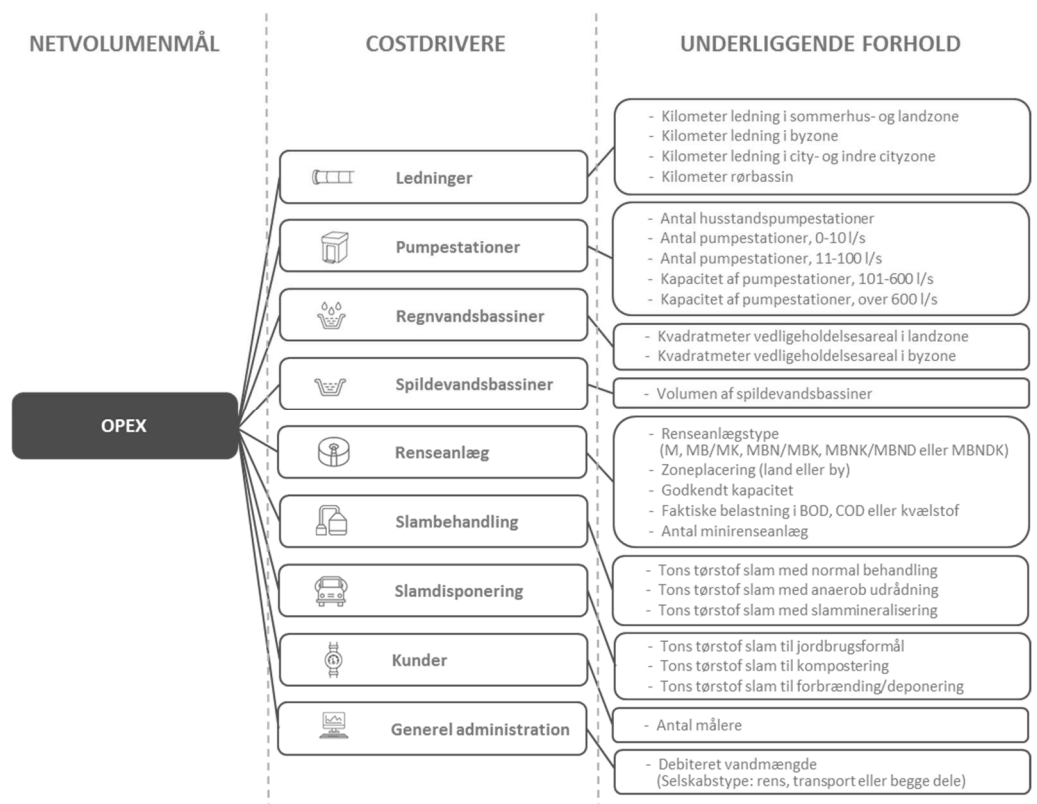 NETVOLUMENMÅL
COSTDRIVERE
UNDERLIGGENDE FORHOLD
OPEX
Ledninger
Pumpestationer
Regnvandsbassiner
Spildevandsbassiner
Renseanlæg
Slambehandling
Slamdisponering
Kunder
Generel administration
- Kilometer ledning i sommerhus- og landzone
- Kilometer ledning i byzone
- Kilometer ledning i city- og indre cityzone
- Kilometer rørbassin
- Antal husstandspumpestationer
- Antal pumpestationer, 0-10 l/s
- Antal pumpestationer, 11-100 l/s
- Kapacitet af pumpestationer, 101-600 l/s
- Kapacitet af pumpestationer, over 600 l/s
- Kvadratmeter vedligeholdelsesareal i landzone
- Kvadratmeter vedligeholdelsesareal i byzone
- Volumen af spildevandsbassiner
- Renseanlægstype
(M, MB/MK, MBN/MBK, MBNK/MBND eller MBNDK)
- Zoneplacering (land eller by)
- Godkendt kapacitet
- Faktiske belastning i BOD, COD eller kvælstof
- Antal minirenseanlæg
- Tons tørstof slam med normal behandling
- Tons tørstof slam med anaerob udrådning
- Tons tørstof slam med slammineralisering
- Tons tørstof slam til jordbrugsformål
- Tons tørstof slam til kompostering
- Tons tørstof slam til forbrænding/deponering
- Antal målere
- Debiteret vandmængde
(Selskabstype: rens, transport eller begge dele)